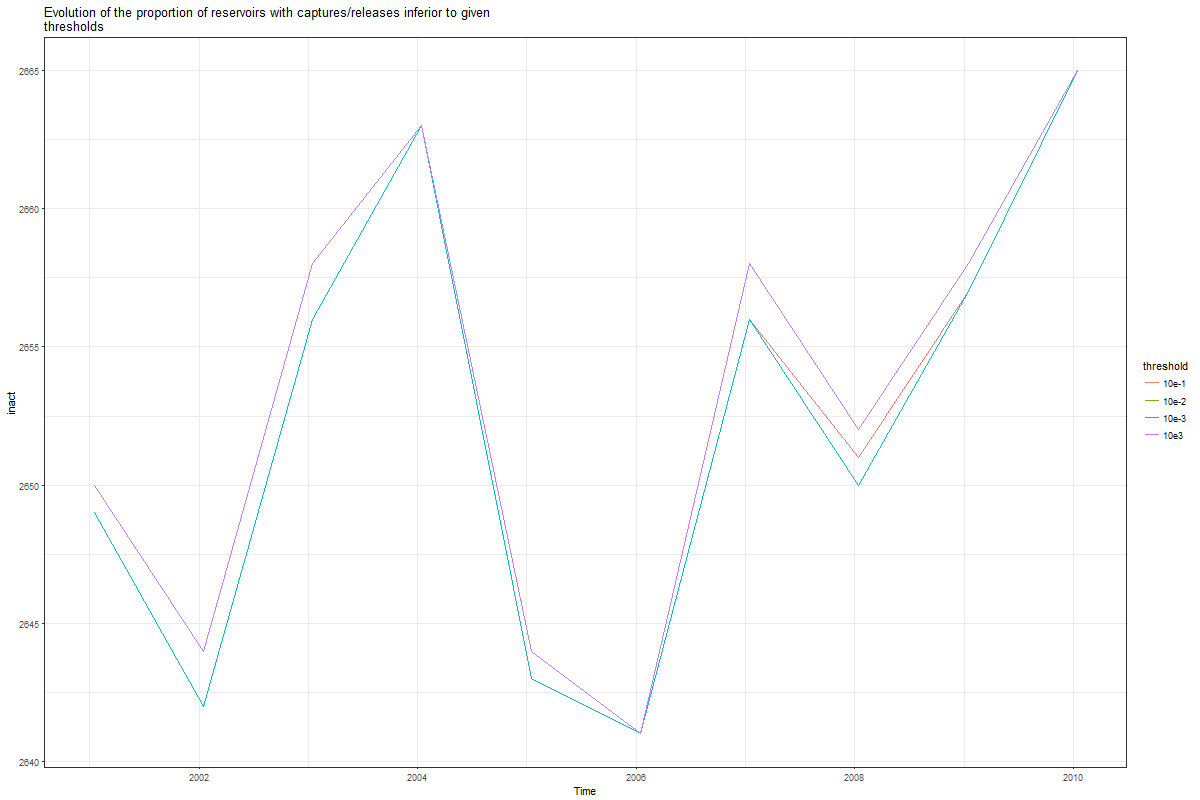 Evolution of the proportion of reservoirs with captures/releases inferior to given
thresholds
2665
2660
2655
2650
2645
2640
inact
2002
2004
2006
2008
2010
Time
threshold
10e-1
10e-2
10e-3
10e3